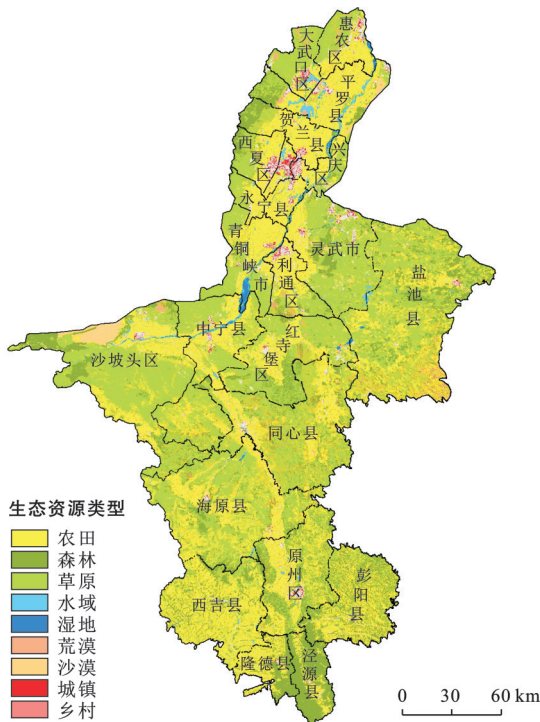 惠农区
大武口区
平罗县
贺兰县
西夏区
兴庆区
永宁县
青铜峡市
灵武市
利通区
盐池县
中宁县
红寺堡区
沙坡头区
同心县
海原县
原州区
彭阳县
西吉县
隆德县
泾源县
生态资源类型
农田
森林
草原
水域
湿地
荒漠
沙漠
城镇
乡村
0 30 60 km